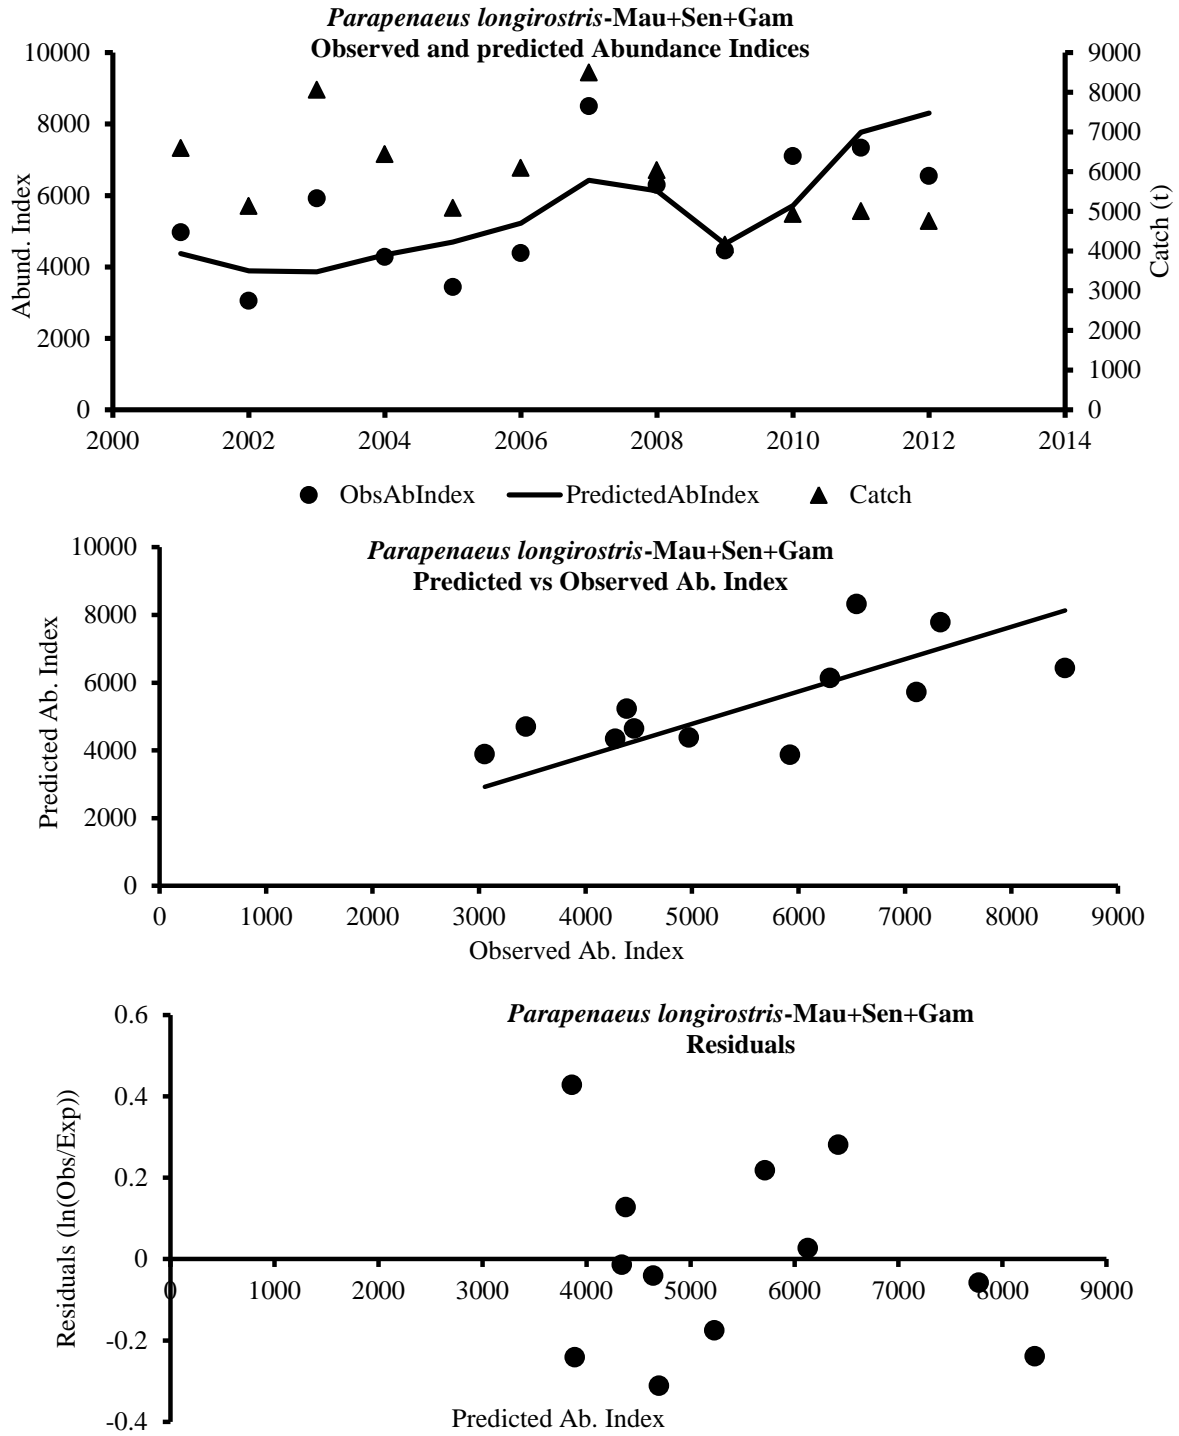 Parapenaeus longirostris-Mau+Sen+Gam
Observed and predicted Abundance Indices
10000
8000
6000
4000
2000
0
Abund. Index
9000
8000
7000
6000
5000
4000
3000
2000
1000
0
Catch (t)
2000 2002 2004 2006 2008 2010 2012 2014
ObsAbIndex PredictedAbIndex Catch
Parapenaeus longirostris-Mau+Sen+Gam
Predicted vs Observed Ab. Index
10000
8000
6000
4000
2000
0
Predicted Ab. Index
0 1000 2000 3000 4000 5000 6000 7000 8000 9000
Observed Ab. Index
Parapenaeus longirostris-Mau+Sen+Gam
Residuals
0.6
0.4
0.2
0
-0.2
-0.4
Residuals (ln(Obs/Exp))
0 1000 2000 3000 4000 5000 6000 7000 8000 9000
Predicted Ab. Index